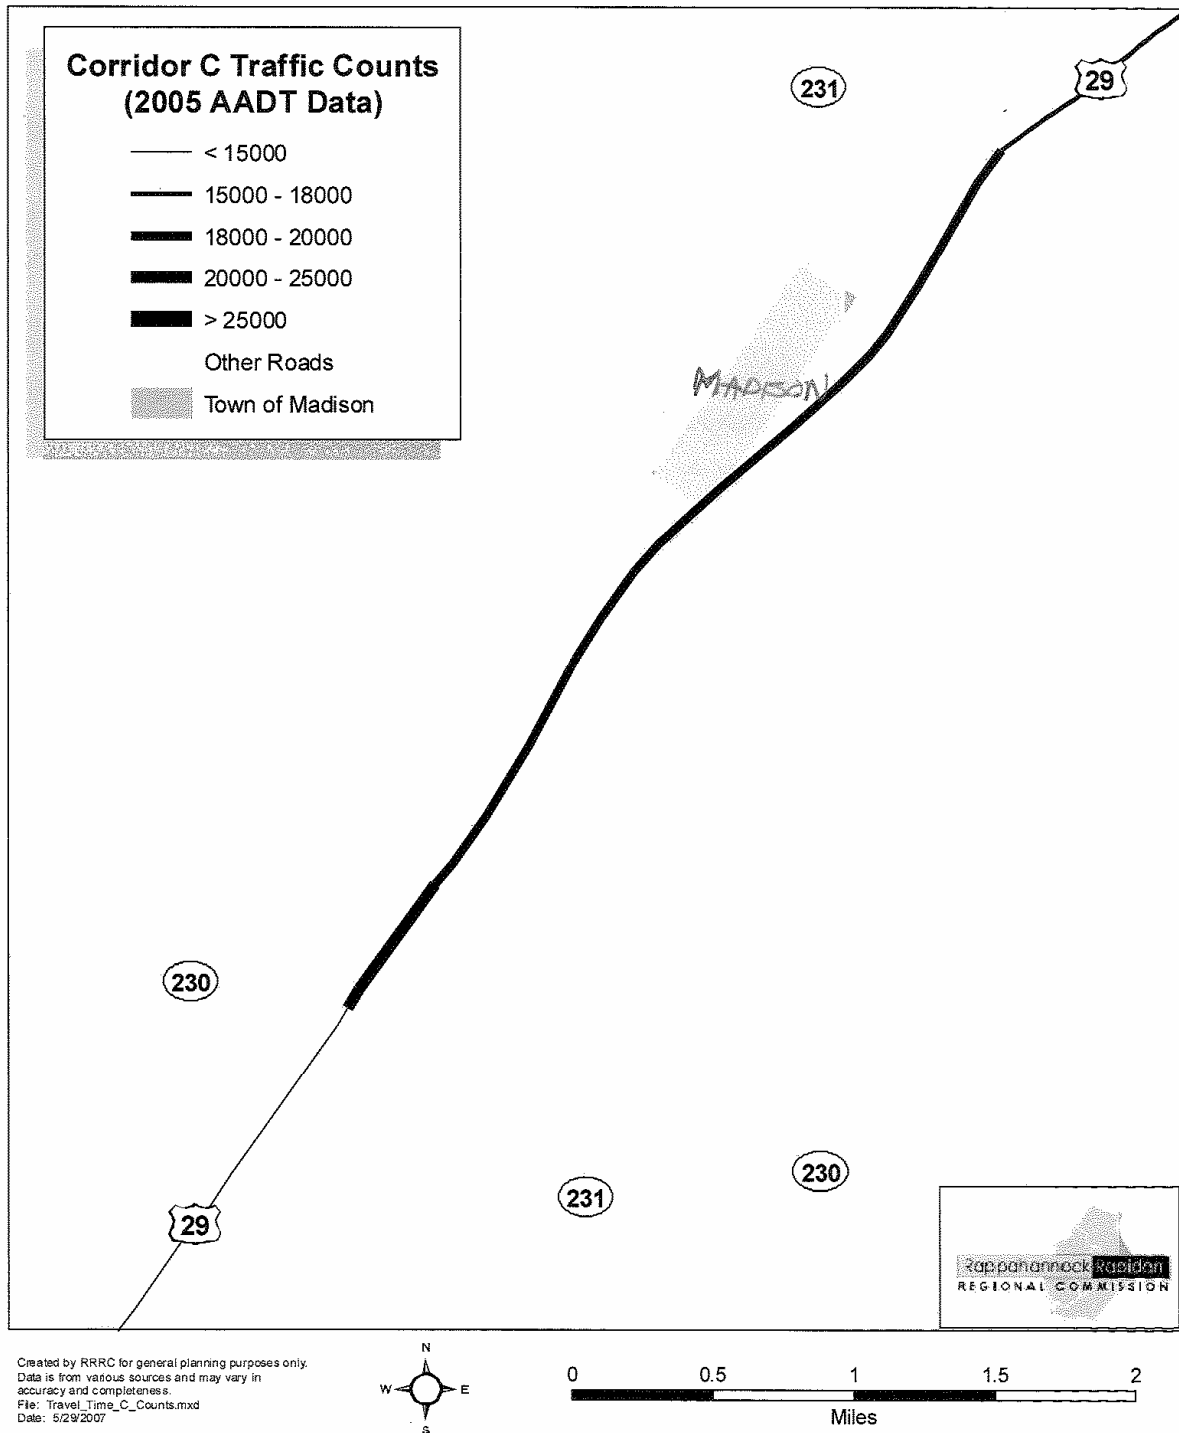 Corridor C Traffic Counts
(2005 AADT Data)
< 15000
15000 - 18000
18000 - 20000
20000 - 25000
> 25000
Other Roads
Town of Madison
231
29
MADISON
230
29
231
230
Rappahannock Rapidan
REGIONAL COMMISSION
Created by RRRC for general planning purposes only.
Data is from various sources and may vary in
accuracy and completeness.
File: Travel_Time_C_Counts.mxd
Date: 5/29/2007
N
W E
S
0 0.5 1 1.5 2
Miles